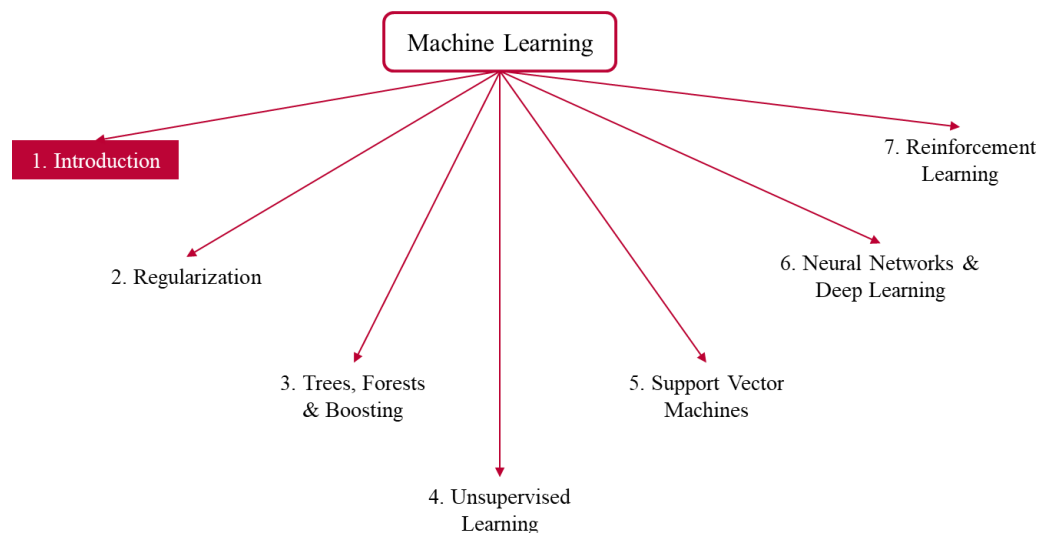 Machine Learning
1. Introduction
2. Regularization
3. Trees, Forests
& Boosting
4. Unsupervised
Learning
5. Support Vector
Machines
6. Neural Networks &
Deep Learning
7. Reinforcement
Learning